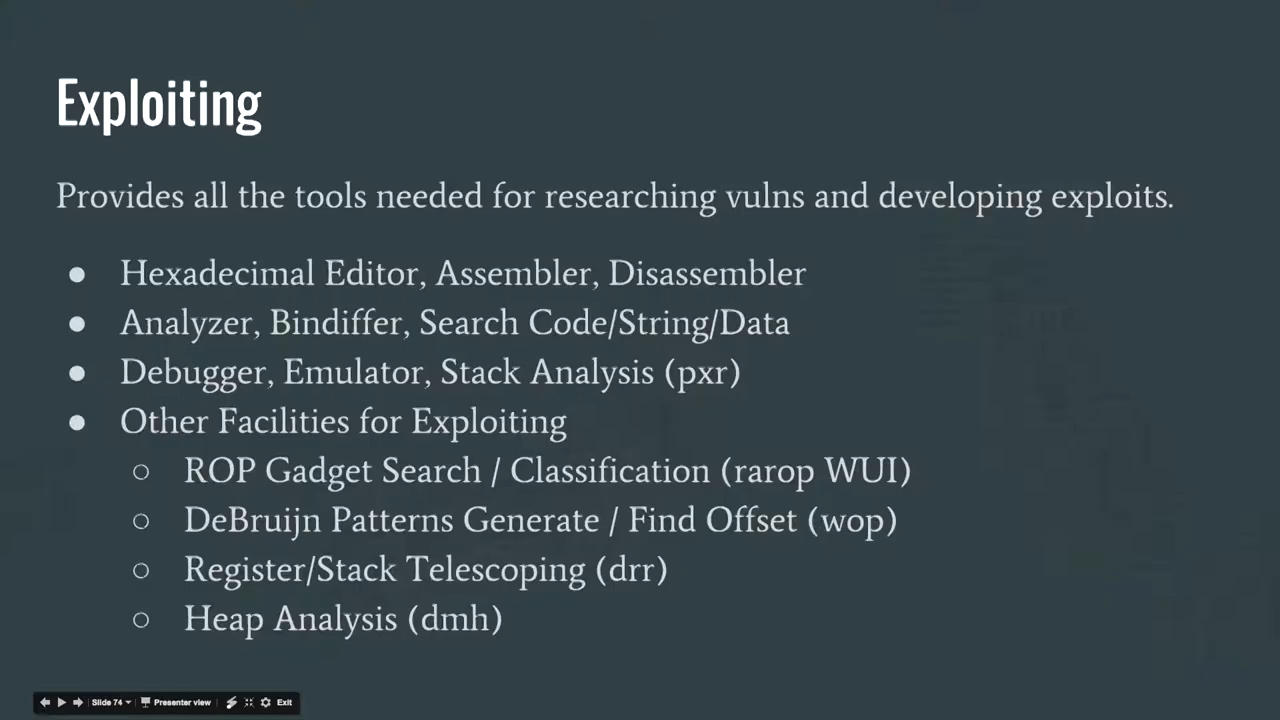 Exploiting
Provides all the tools needed for researching vulns and developing exploits.
● Hexadecimal Editor, Assembler, Disassembler
● Analyzer, Bindiffer, Search Code/String/Data
● Debugger, Emulator, Stack Analysis (pxr)
● Other Facilities for Exploiting
○ ROP Gadget Search / Classification (rarop WUI)
○ DeBruijn Patterns Generate / Find Offset (wop)
○ Register/Stack Telescoping (drr)
○ Heap Analysis (dmh)
Slide 74 Presenter view Exit